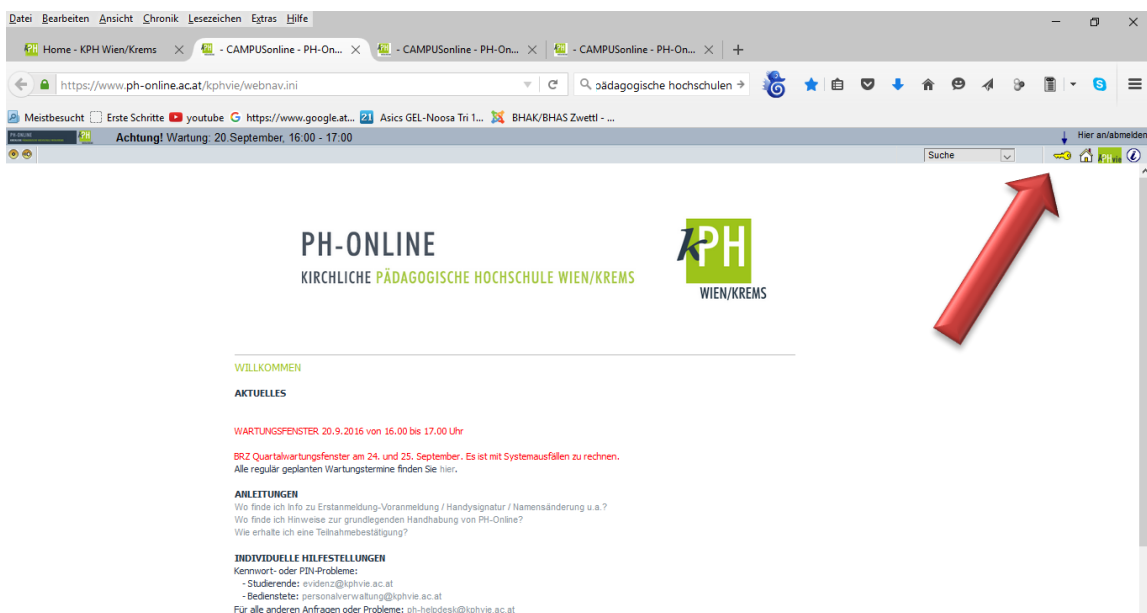 Datei Bearbeiten Ansicht Chronik Lesezeichen Extras Hilfe
Home - KPH Wien/Krems
- CAMPUSonline - PH-On...
- CAMPUSonline - PH-On...
- CAMPUSonline - PH-On...
https://www.ph-online.ac.at/kphvie/webnav.ini
pädagogische hochschulen
Meistbesucht Erste Schritte youtube https://www.google.at... Asics GEL-Noosa Tri 1... BHAK/BHAS Zwettl - ...
Achtung! Wartung: 20.September, 16:00 - 17:00
Hier an/abmelden
Suche
PH-ONLINE
KIRCHLICHE PÄDAGOGISCHE HOCHSCHULE WIEN/KREMS
kPH
WIEN/KREMS
WILLKOMMEN
AKTUELLES
WARTUNGSFENSTER 20.9.2016 von 16.00 bis 17.00 Uhr
BRZ Quartalwartungsfenster am 24. und 25. September. Es ist mit Systemausfällen zu rechnen.
Alle regulär geplanten Wartungstermine finden Sie hier.
ANLEITUNGEN
Wo finde ich Info zu Erstanmeldung-Voranmeldung / Handysignatur / Namensänderung u.a.?
Wo finde ich Hinweise zur grundlegenden Handhabung von PH-Online?
Wie erhalte ich eine Teilnahmebestätigung?
INDIVIDUELLE HILFESTELLUNGEN
Kennwort- oder PIN-Probleme:
- Studierende: evidenz@kphvie.ac.at
- Bedienstete: personalverwaltung@kphvie.ac.at
Für alle anderen Anfragen oder Probleme: ph-helpdesk@kphvie.ac.at